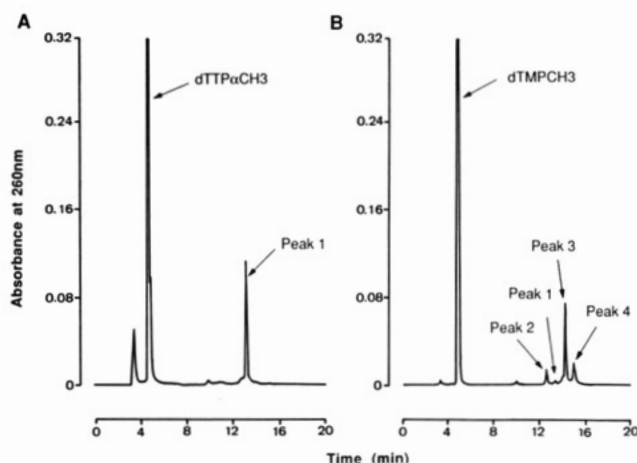 A
B
0.32
0.24
0.16
0.08
0
Absorbance at 260nm
dTTPαCH3
Peak 1
0 4 8 12 16 20
0.32
0.24
0.16
0.08
0
dTMPCH3
Peak 3
Peak 1
Peak 4
Peak 2
0 4 8 12 16 20
Time (min)